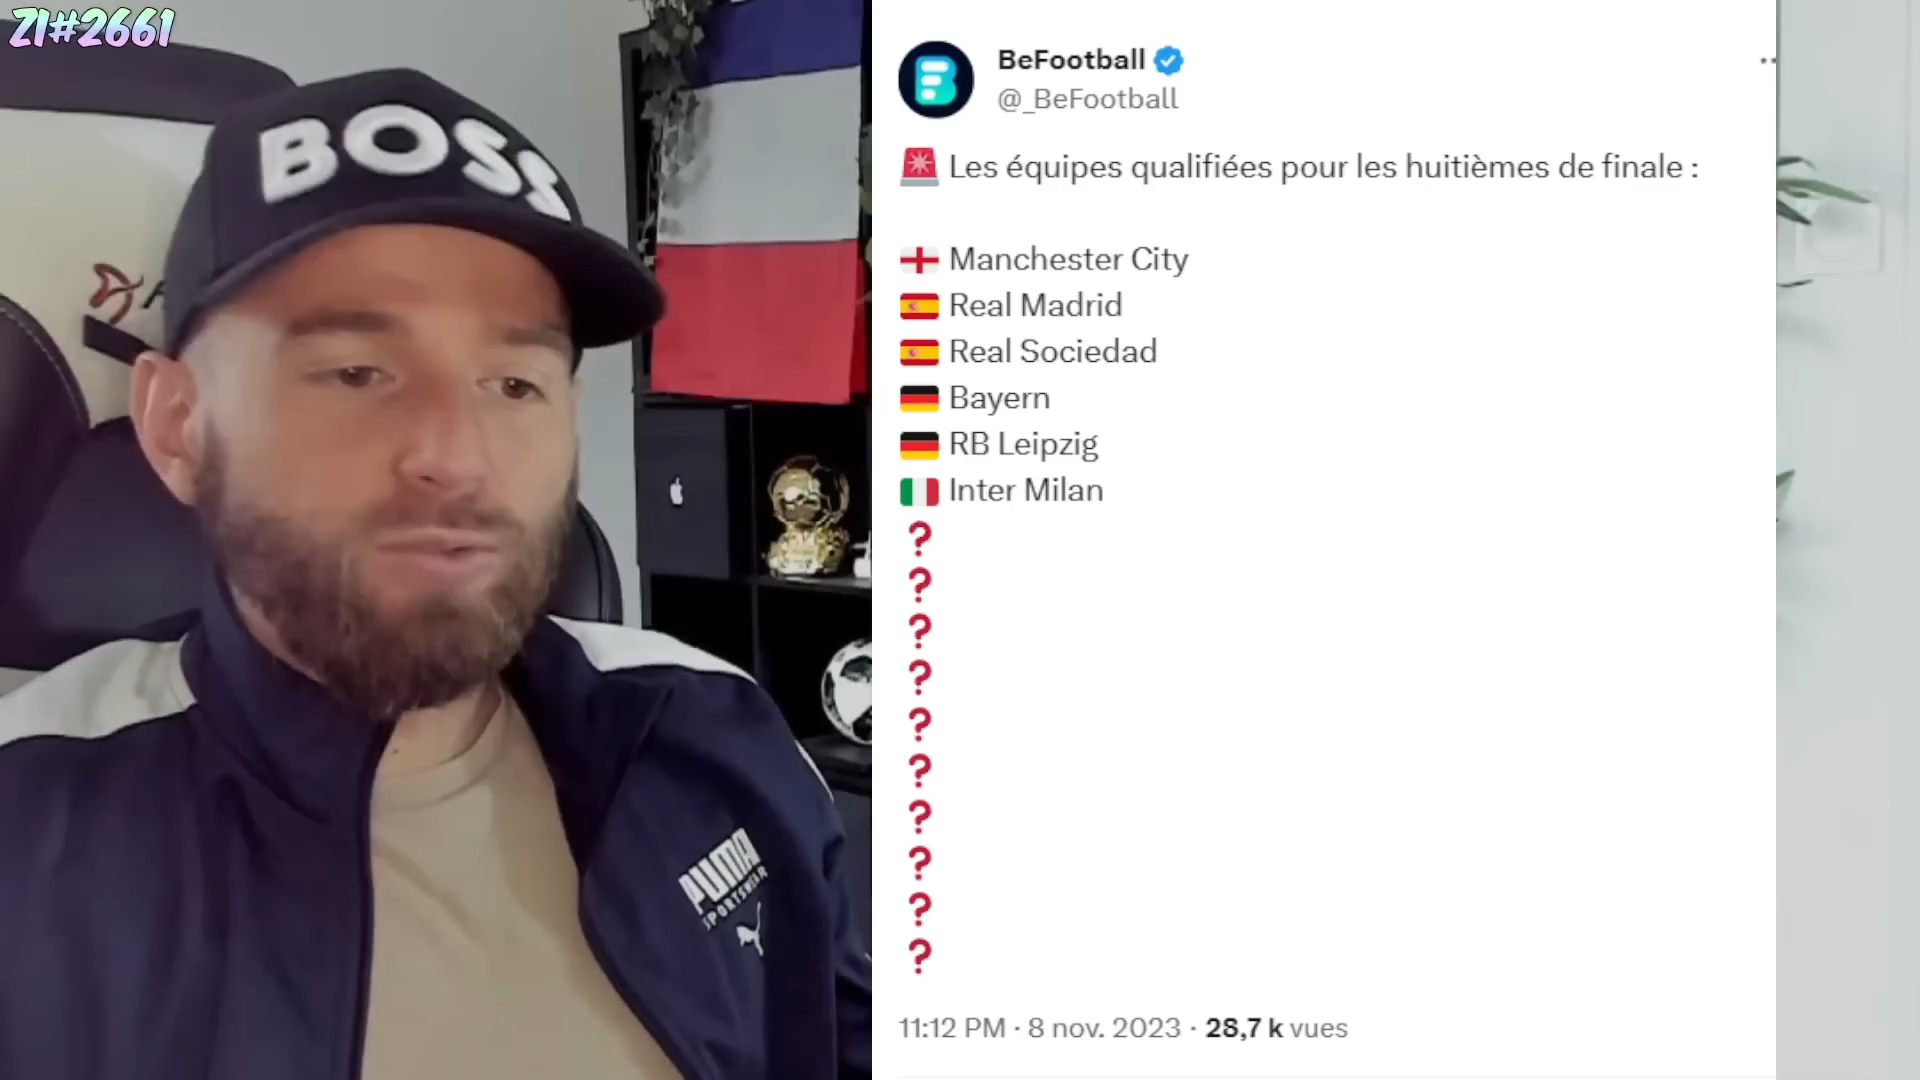 ZI#2661
BOSS
PUMA
SPORTSWEAR
BeFootball
@_BeFootball
🚨 Les équipes qualifiées pour les huitièmes de finale :
🏴󠁧󠁢󠁥󠁮󠁧󠁿 Manchester City
🇪🇸 Real Madrid
🇪🇸 Real Sociedad
🇩🇪 Bayern
🇩🇪 RB Leipzig
🇮🇹 Inter Milan
❓
❓
❓
❓
❓
❓
❓
❓
❓
❓
11:12 PM · 8 nov. 2023 · 28,7 k vues